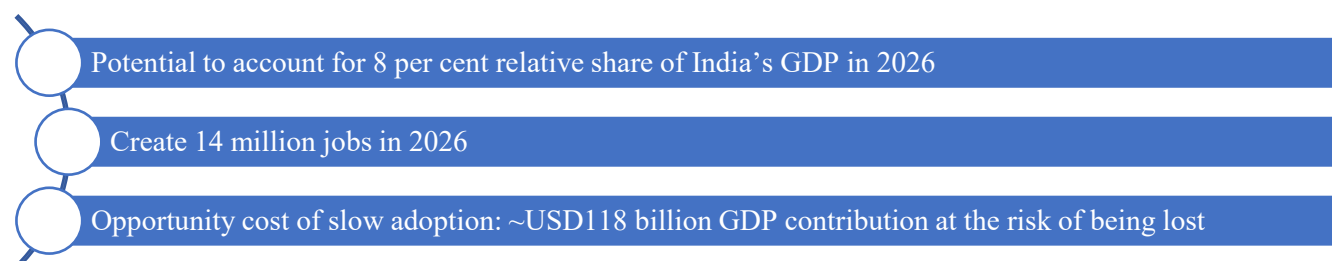 Potential to account for 8 per cent relative share of India’s GDP in 2026
Create 14 million jobs in 2026
Opportunity cost of slow adoption: ~USD118 billion GDP contribution at the risk of being lost